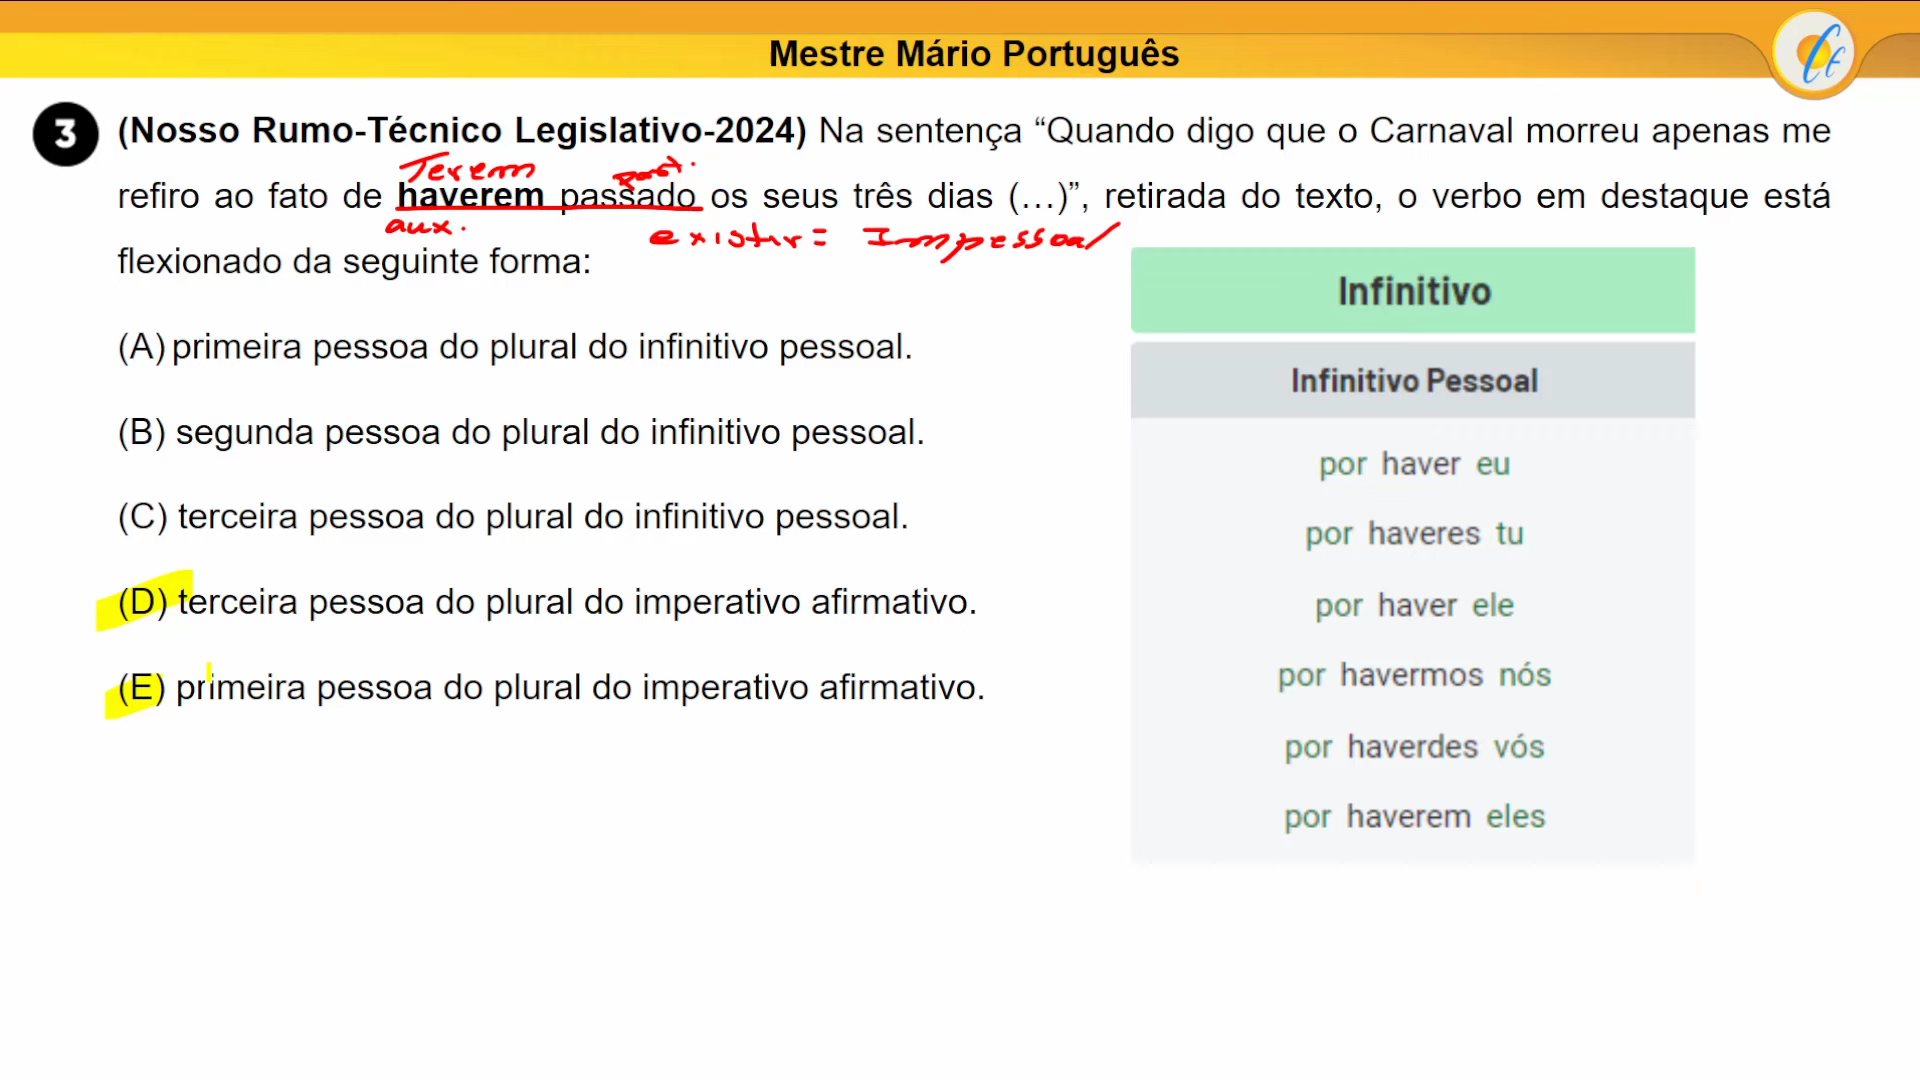 Mestre Mário Português
3
(Nosso Rumo-Técnico Legislativo-2024) Na sentença “Quando digo que o Carnaval morreu apenas me
Terem part.
refiro ao fato de haverem passado os seus três dias (...)”, retirada do texto, o verbo em destaque está
aux. existir = Impessoal
flexionado da seguinte forma:
(A) primeira pessoa do plural do infinitivo pessoal.
(B) segunda pessoa do plural do infinitivo pessoal.
(C) terceira pessoa do plural do infinitivo pessoal.
(D) terceira pessoa do plural do imperativo afirmativo.
(E) primeira pessoa do plural do imperativo afirmativo.
Infinitivo
Infinitivo Pessoal
por haver eu
por haveres tu
por haver ele
por havermos nós
por haverdes vós
por haverem eles